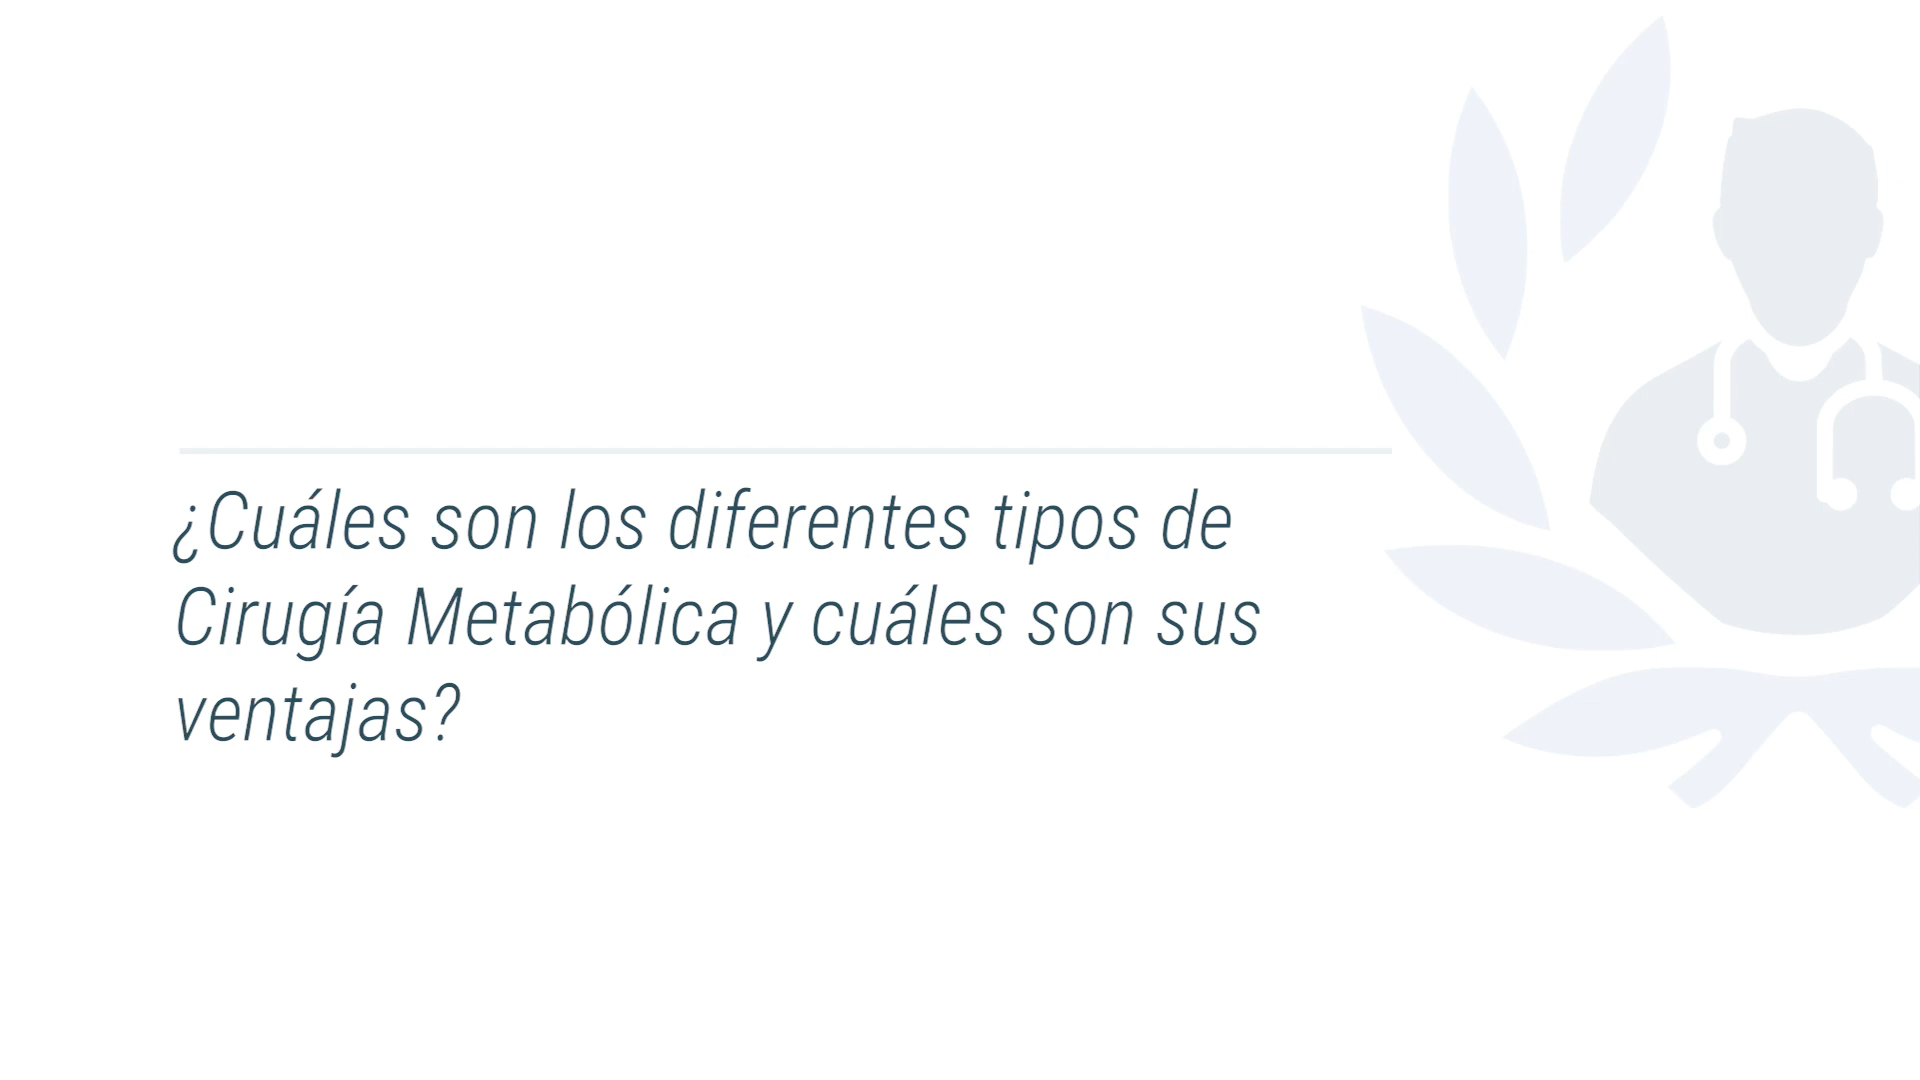 ¿Cuáles son los diferentes tipos de
Cirugía Metabólica y cuáles son sus
ventajas?